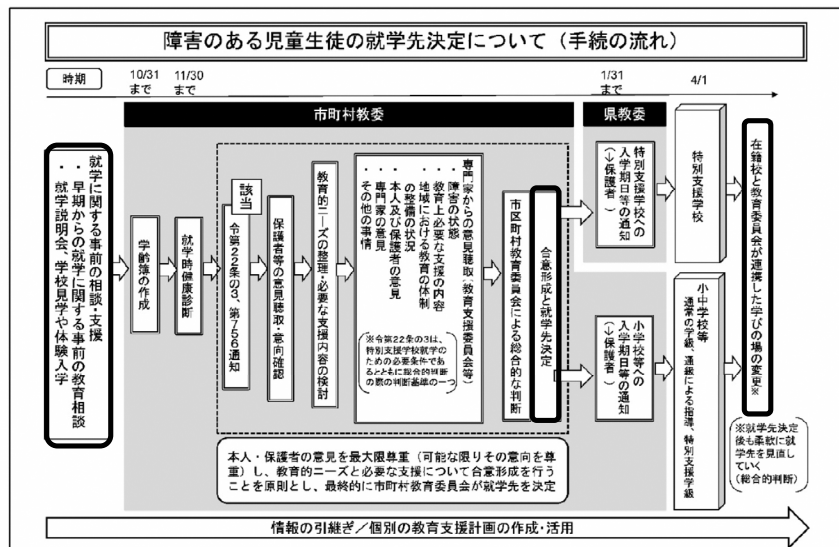 障害のある児童生徒の就学先決定について（手続の流れ）
時期
10/31
まで
11/30
まで
1/31
まで
4/1
市町村教委
県教委
就学に関する事前の相談・支援
・早期からの就学に関する事前の教育相談
・就学説明会、学校見学や体験入学
学齢簿の作成
就学時健康診断
該当
令第22条の3、第756通知
保護者等の意見聴取・意向確認
教育的ニーズの整理・必要な支援内容の検討
専門家からの意見聴取（教育支援委員会等）
・障害の状態
・教育上必要な支援の内容
・地域における教育の体制
の整備の状況
・本人及び保護者の意見
・専門家の意見
・その他の事情
※令第22条の3は、
特別支援学校就学の
ための必要条件であ
るとともに総合的判断
の際の判断基準の一つ
市区町村教育委員会による総合的な判断
合意形成と就学先決定
特別支援学校への
入学期日等の通知
（↓保護者）
小学校等への
入学期日等の通知
（↓保護者）
特別支援学校
小中学校等
通常の学級、通級による指導、特別支援学級
在籍校と教育委員会が連携した学びの場の変更※
※就学先決定
後も柔軟に就
学先を見直し
ていく
（総合的判断）
本人・保護者の意見を最大限尊重（可能な限りその意向を尊
重）し、教育的ニーズと必要な支援について合意形成を行う
ことを原則とし、最終的に市町村教育委員会が就学先を決定
情報の引継ぎ／個別の教育支援計画の作成・活用